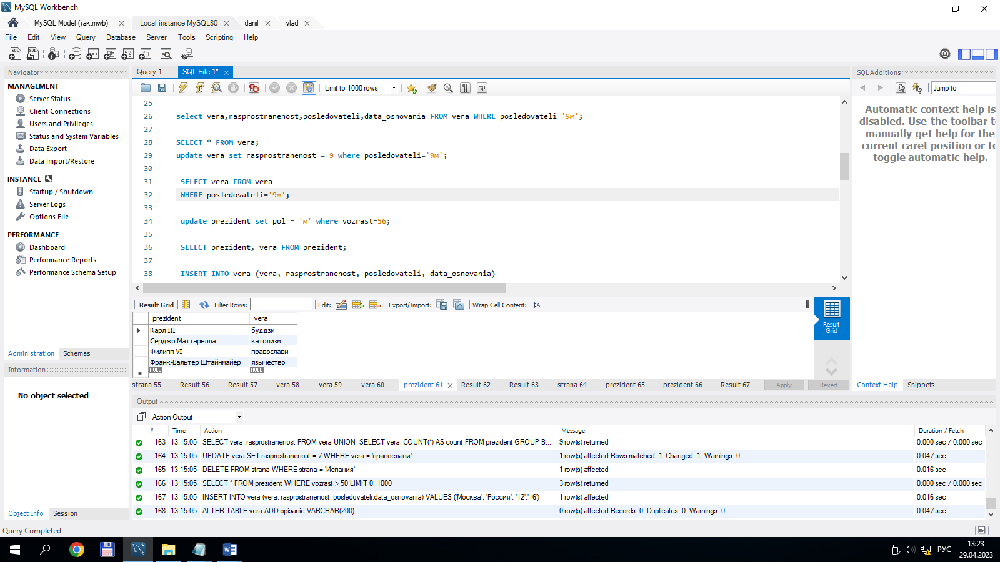 MySQL Workbench
MySQL Model (так.mwb)
Local instance MySQL80
danil
vlad
File Edit View Query Database Server Tools Scripting Help
Navigator
MANAGEMENT
Server Status
Client Connections
Users and Privileges
Status and System Variables
Data Export
Data Import/Restore
INSTANCE
Startup / Shutdown
Server Logs
Options File
PERFORMANCE
Dashboard
Performance Reports
Performance Schema Setup
Administration Schemas
Information
No object selected
Object Info Session
Query 1
SQL File 1*
Limit to 1000 rows
25
26 select vera,rasprostranenost,posledovateli,data_osnovania FROM vera WHERE posledovateli='9м';
27
28 SELECT * FROM vera;
29 update vera set rasprostranenost = 9 where posledovateli='9м';
30
31 SELECT vera FROM vera
32 WHERE posledovateli='9м';
33
34 update prezident set pol = 'м' where vozrast=56;
35
36 SELECT prezident, vera FROM prezident;
37
38 INSERT INTO vera (vera, rasprostranenost, posledovateli, data_osnovania)
Result Grid Filter Rows: Edit: Export/Import: Wrap Cell Content:
prezident vera
Карл III буддзм
Серджо Маттарелла католизм
Филипп VI православи
Франк-Вальтер Штайнмайер язычество
NULL NULL
Result
Grid
strana 55 Result 56 Result 57 vera 58 vera 59 vera 60 prezident 61 Result 62 Result 63 strana 64 prezident 65 prezident 66 Result 67 Apply Revert
SQLAdditions
Jump to
Automatic context help is
disabled. Use the toolbar to
manually get help for the
current caret position or to
toggle automatic help.
Context Help Snippets
Output
Action Output
# Time Action Message Duration / Fetch
163 13:15:05 SELECT vera, rasprostranenost FROM vera UNION SELECT vera, COUNT(*) AS count FROM prezident GROUP B... 9 row(s) returned 0.000 sec / 0.000 sec
164 13:15:05 UPDATE vera SET rasprostranenost = 7 WHERE vera = 'православи' 1 row(s) affected Rows matched: 1 Changed: 1 Warnings: 0 0.047 sec
165 13:15:05 DELETE FROM strana WHERE strana = 'Испания' 1 row(s) affected 0.016 sec
166 13:15:05 SELECT * FROM prezident WHERE vozrast > 50 LIMIT 0, 1000 3 row(s) returned 0.000 sec / 0.000 sec
167 13:15:05 INSERT INTO vera (vera, rasprostranenost, posledovateli,data_osnovania) VALUES ('Москва', 'Россия', '12','16') 1 row(s) affected 0.016 sec
168 13:15:05 ALTER TABLE vera ADD opisanie VARCHAR(200) 0 row(s) affected Records: 0 Duplicates: 0 Warnings: 0 0.047 sec
Query Completed
РУС
13:23
29.04.2023